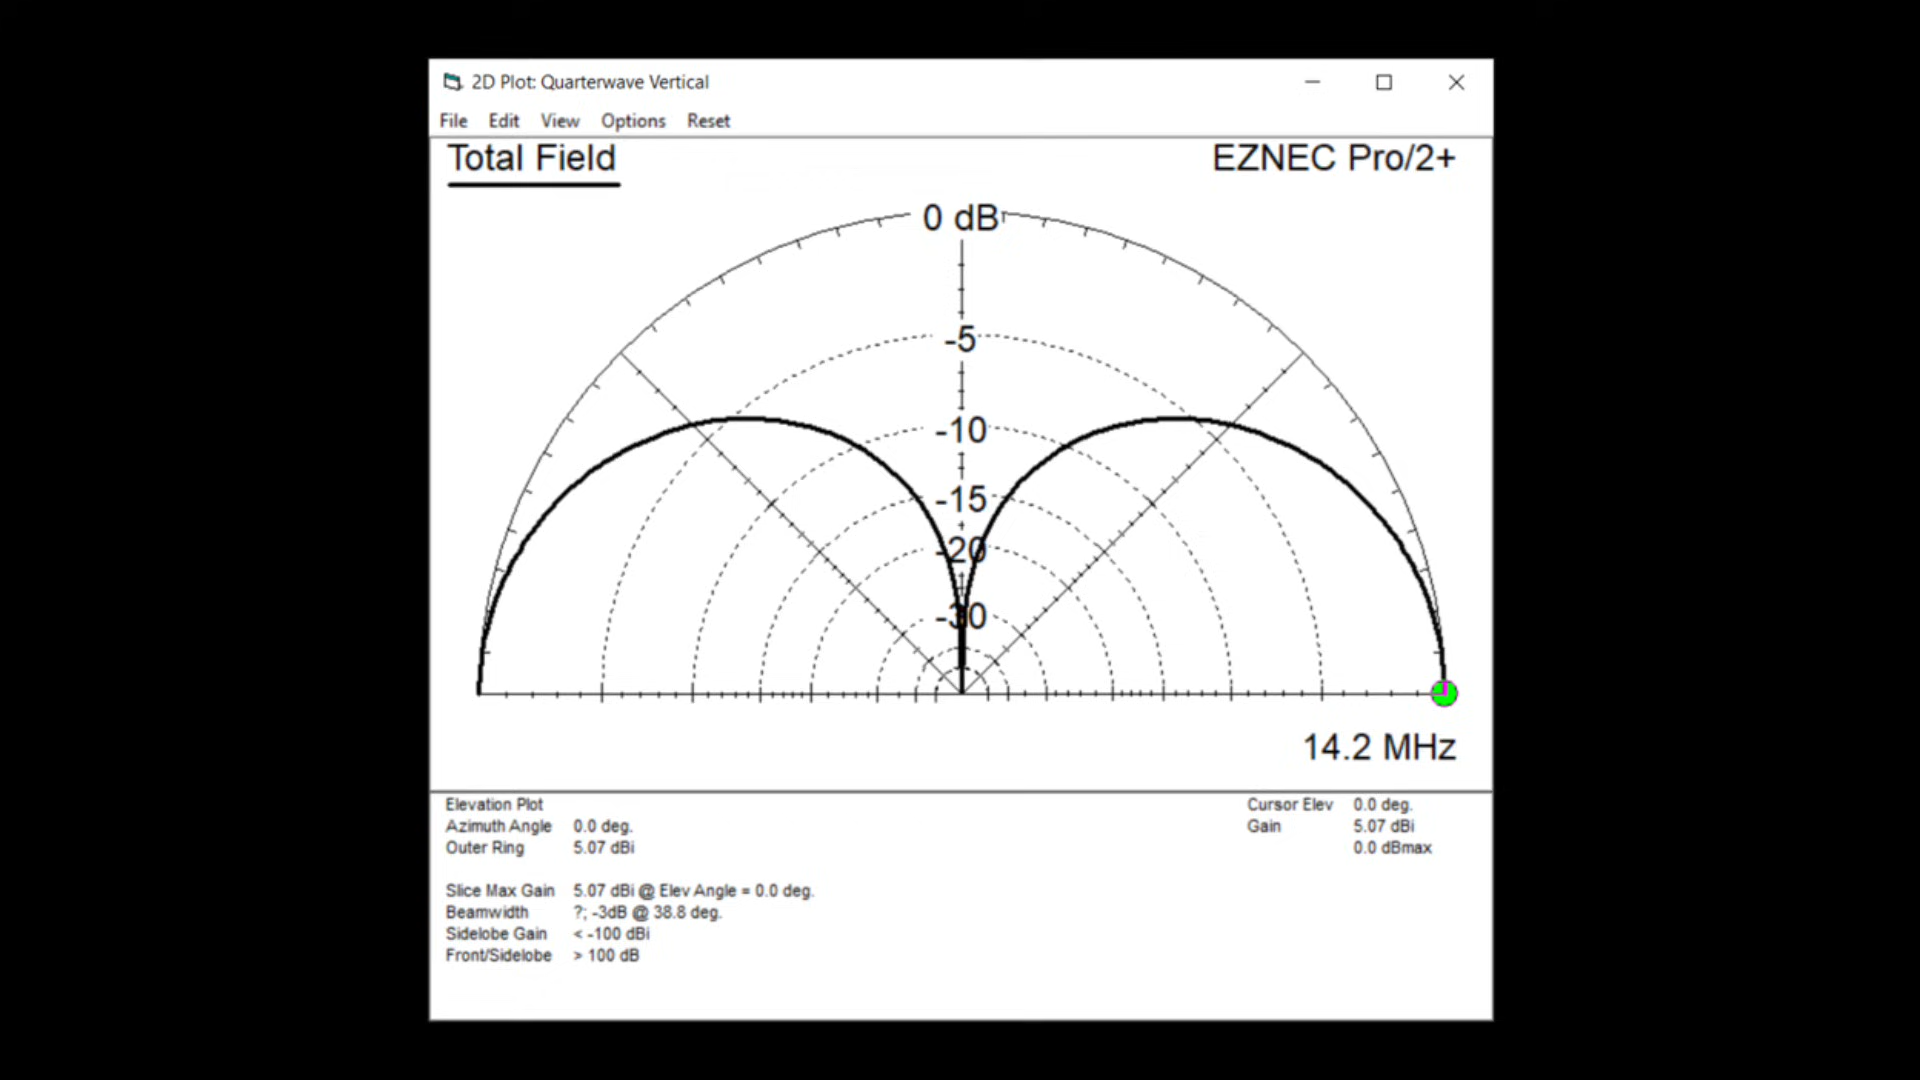 2D Plot: Quarterwave Vertical
File Edit View Options Reset
Total Field EZNEC Pro/2+
0 dB
-5
-10
-15
-20
-30
14.2 MHz
Elevation Plot Cursor Elev 0.0 deg.
Azimuth Angle 0.0 deg. Gain 5.07 dBi
Outer Ring 5.07 dBi 0.0 dBmax
Slice Max Gain 5.07 dBi @ Elev Angle = 0.0 deg.
Beamwidth ?; -3dB @ 38.8 deg.
Sidelobe Gain < -100 dBi
Front/Sidelobe > 100 dB